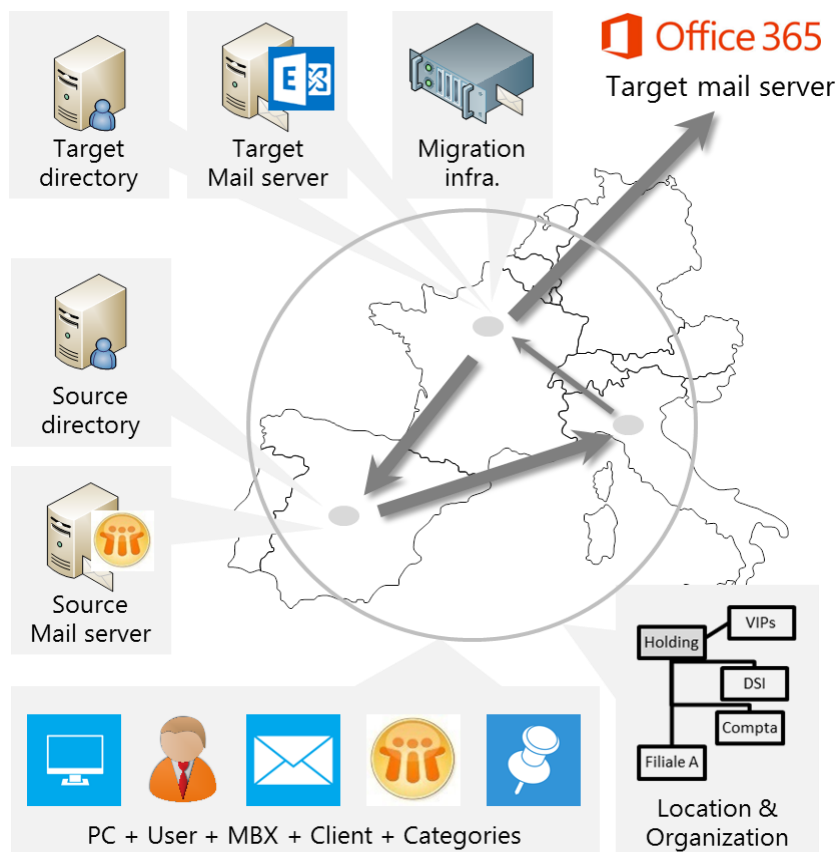 Office 365
Target mail server
Target
directory
Target
Mail server
Migration
infra.
Source
directory
Source
Mail server
E
VIPs
Holding
DSI
Compta
Filiale A
Location &
Organization
PC + User + MBX + Client + Categories